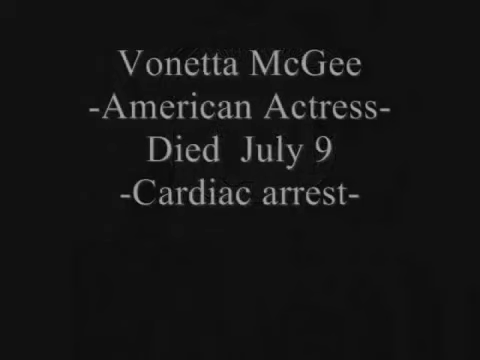 Vonetta McGee
-American Actress-
Died  July 9
-Cardiac arrest-